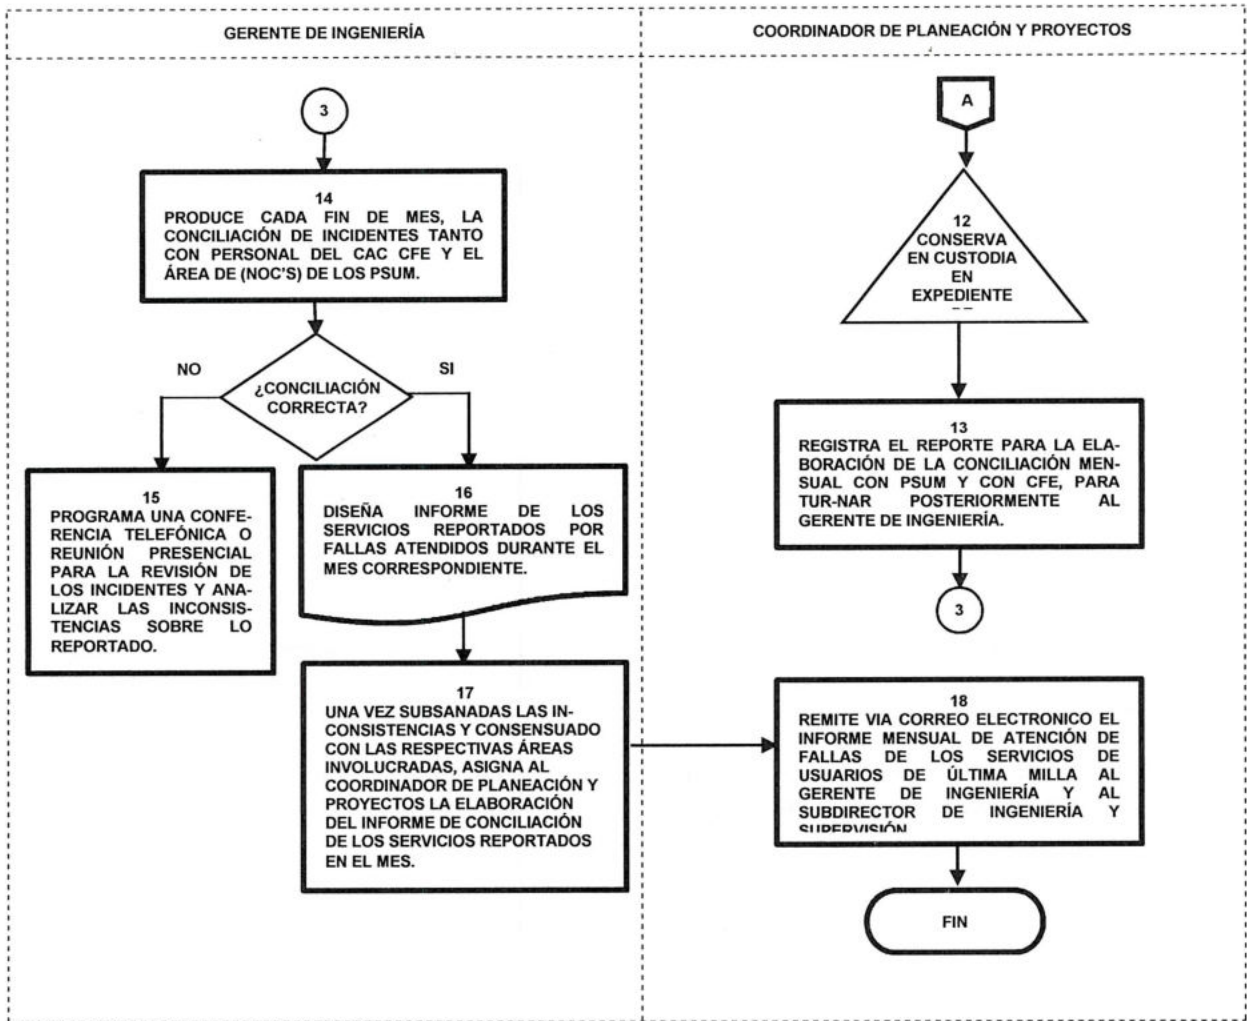 GERENTE DE INGENIERÍA
COORDINADOR DE PLANEACIÓN Y PROYECTOS
3
14
PRODUCE CADA FIN DE MES, LA
CONCILIACIÓN DE INCIDENTES TANTO
CON PERSONAL DEL CAC CFE Y EL
ÁREA DE (NOC'S) DE LOS PSUM.
NO
SI
¿CONCILIACIÓN
CORRECTA?
15
PROGRAMA UNA CONFE-
RENCIA TELEFÓNICA O
REUNIÓN PRESENCIAL
PARA LA REVISIÓN DE
LOS INCIDENTES Y ANA-
LIZAR LAS INCONSIS-
TENCIAS SOBRE LO
REPORTADO.
16
DISEÑA INFORME DE LOS
SERVICIOS REPORTADOS POR
FALLAS ATENDIDOS DURANTE EL
MES CORRESPONDIENTE.
17
UNA VEZ SUBSANADAS LAS IN-
CONSISTENCIAS Y CONSENSUADO
CON LAS RESPECTIVAS ÁREAS
INVOLUCRADAS, ASIGNA AL
COORDINADOR DE PLANEACIÓN Y
PROYECTOS LA ELABORACIÓN
DEL INFORME DE CONCILIACIÓN
DE LOS SERVICIOS REPORTADOS
EN EL MES.
A
12
CONSERVA
EN CUSTODIA
EN
EXPEDIENTE
13
REGISTRA EL REPORTE PARA LA ELA-
BORACIÓN DE LA CONCILIACIÓN MEN-
SUAL CON PSUM Y CON CFE, PARA
TUR-NAR POSTERIORMENTE AL
GERENTE DE INGENIERÍA.
3
18
REMITE VIA CORREO ELECTRONICO EL
INFORME MENSUAL DE ATENCIÓN DE
FALLAS DE LOS SERVICIOS DE
USUARIOS DE ÚLTIMA MILLA AL
GERENTE DE INGENIERÍA Y AL
SUBDIRECTOR DE INGENIERÍA Y
SUPERVISIÓN
FIN